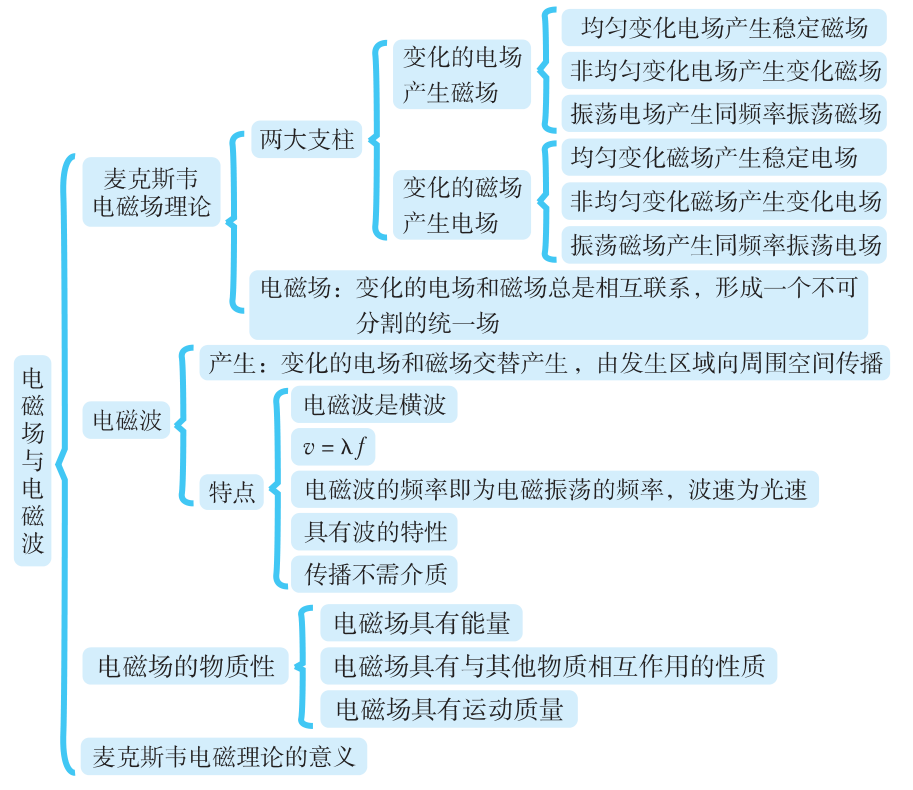 电磁场与电磁波
麦克斯韦
电磁场理论
两大支柱
变化的电场
产生磁场
均匀变化电场产生稳定磁场
非均匀变化电场产生变化磁场
振荡电场产生同频率振荡磁场
变化的磁场
产生电场
均匀变化磁场产生稳定电场
非均匀变化磁场产生变化电场
振荡磁场产生同频率振荡电场
电磁场：变化的电场和磁场总是相互联系，形成一个不可
分割的统一场
电磁波
产生：变化的电场和磁场交替产生，由发生区域向周围空间传播
特点
电磁波是横波
v = λf
电磁波的频率即为电磁振荡的频率，波速为光速
具有波的特性
传播不需介质
电磁场的物质性
电磁场具有能量
电磁场具有与其他物质相互作用的性质
电磁场具有运动质量
麦克斯韦电磁理论的意义